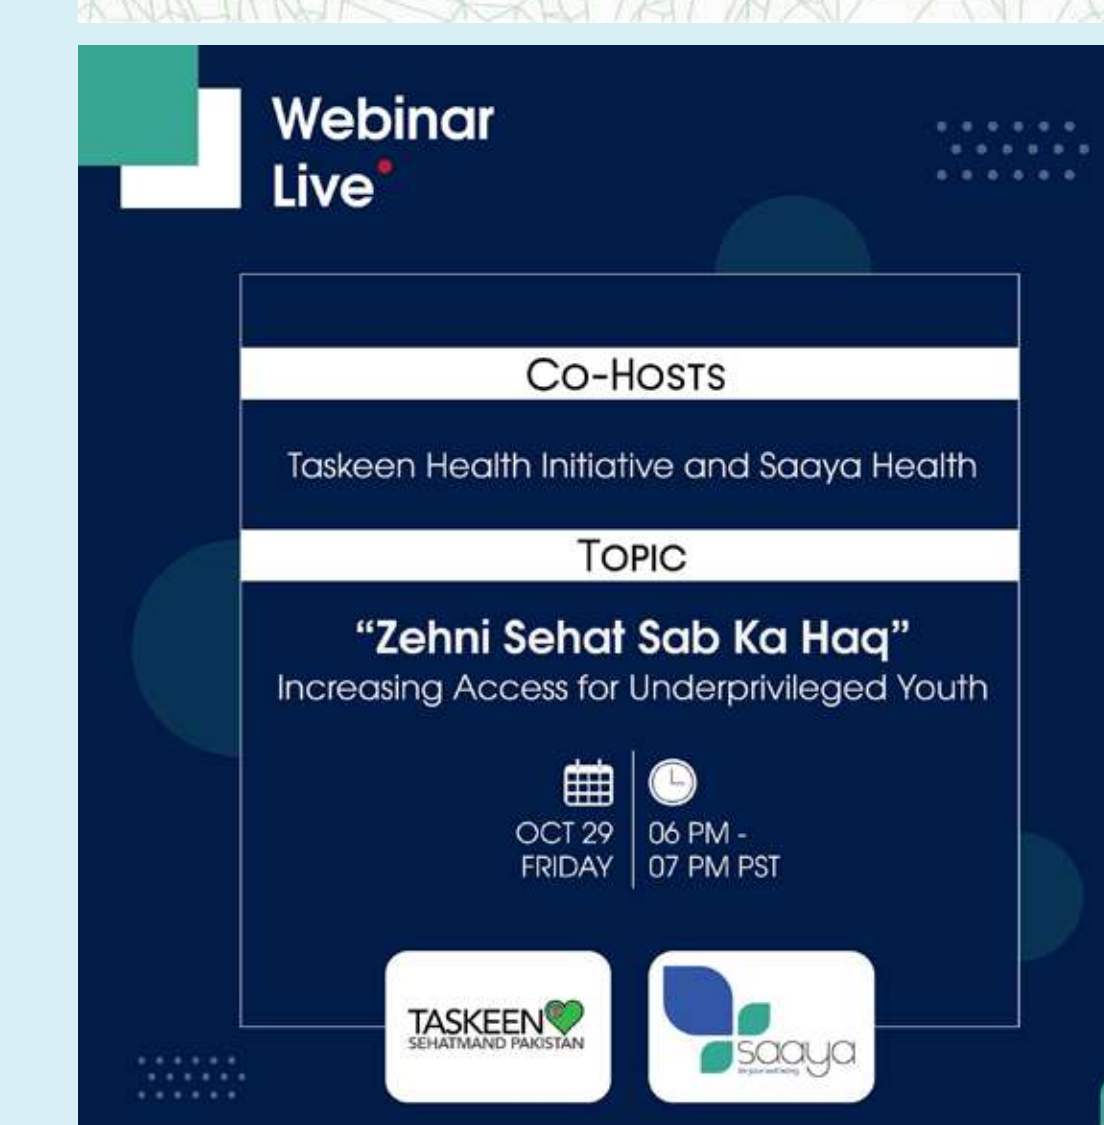 Webinar
Live
CO-HOSTS
Taskeen Health Initiative and Saaya Health
TOPIC
“Zehni Sehat Sab Ka Haq”
Increasing Access for Underprivileged Youth
OCT 29
FRIDAY
06 PM -
07 PM PST
TASKEEN
SEHATMAND PAKISTAN
saaya